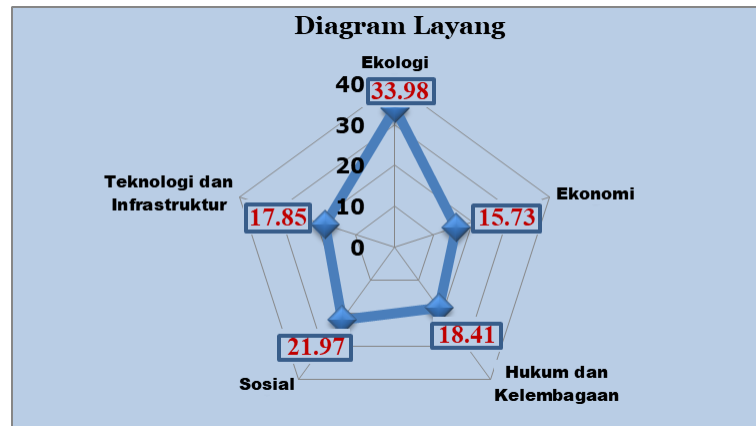 Diagram Layang
Ekologi
40
33.98
30
20
10
0
Ekonomi
15.73
Hukum dan
Kelembagaan
18.41
Sosial
21.97
Teknologi dan
Infrastruktur
17.85